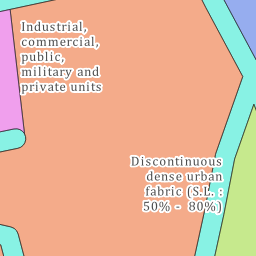 Industrial,
commercial,
public,
military and
private units
Discontinuous
dense urban
fabric (S.L. :
50% - 80%)